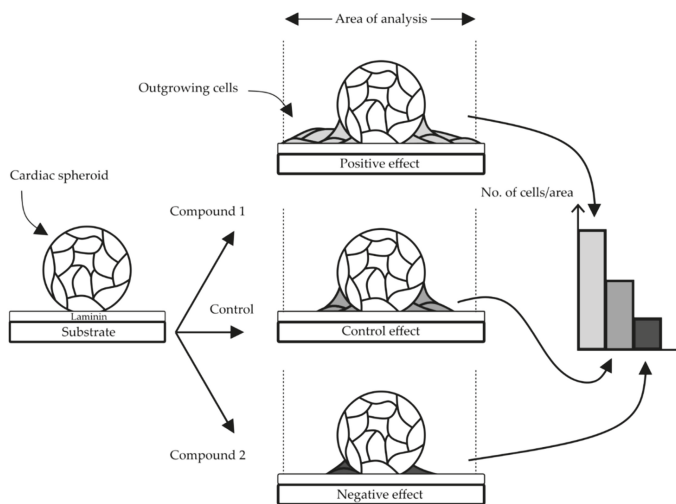 Area of analysis
Outgrowing cells
Positive effect
Cardiac spheroid
No. of cells/area
Compound 1
Laminin
Substrate
Control
Control effect
Compound 2
Negative effect